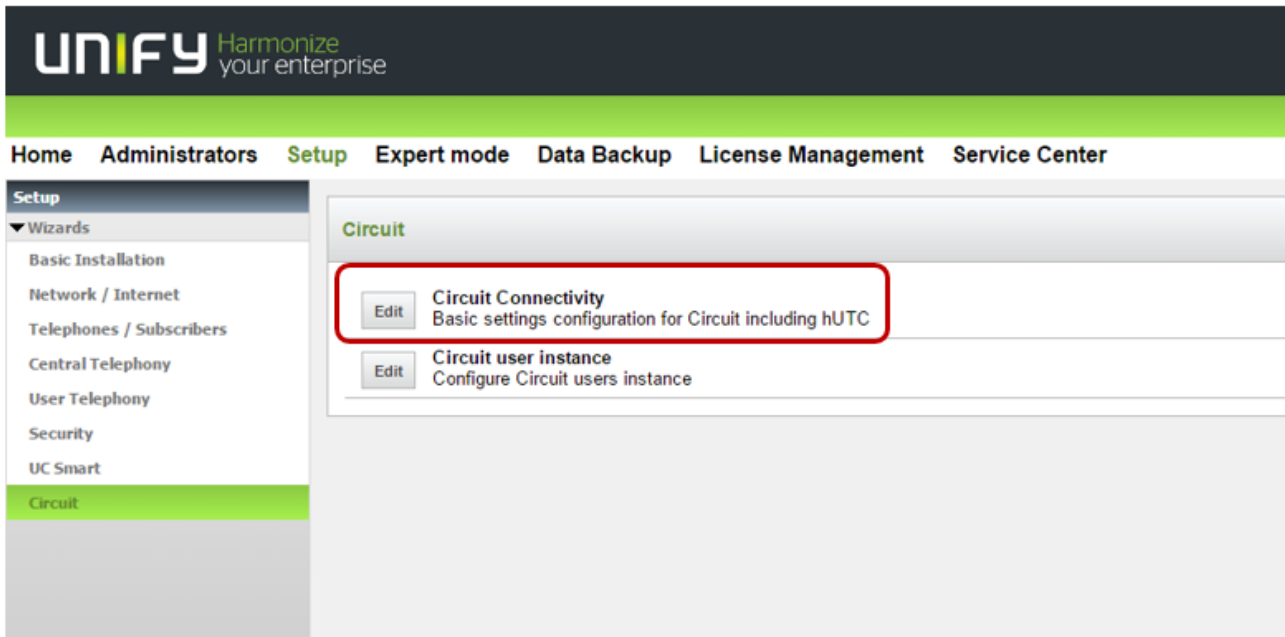 UNIFY Harmonize
your enterprise
Home Administrators Setup Expert mode Data Backup License Management Service Center
Setup
Wizards
Basic Installation
Network / Internet
Telephones / Subscribers
Central Telephony
User Telephony
Security
UC Smart
Circuit
Circuit
Edit
Circuit Connectivity
Basic settings configuration for Circuit including hUTC
Edit
Circuit user instance
Configure Circuit users instance